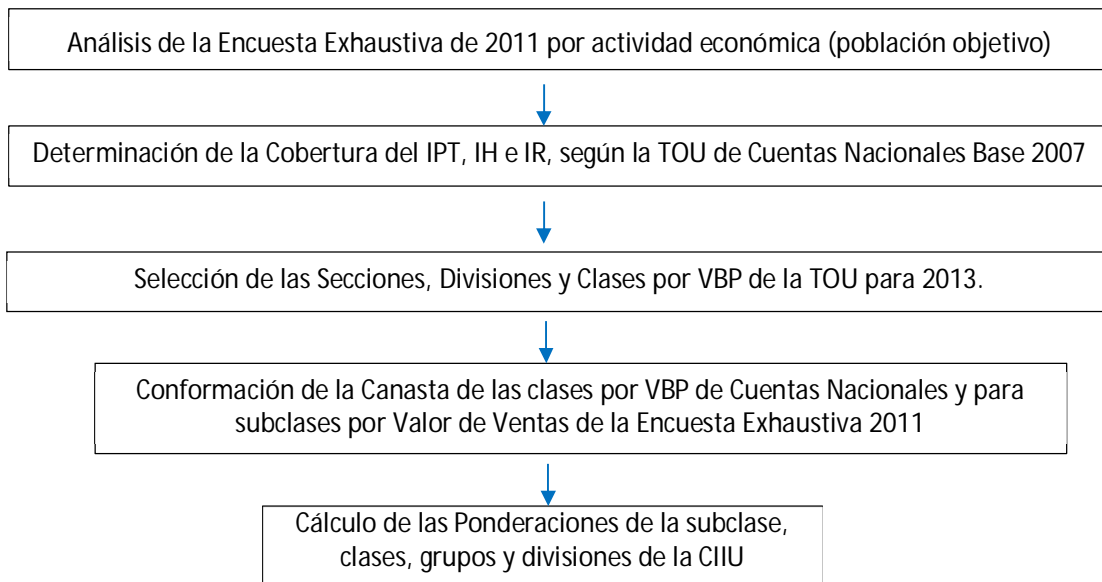 Análisis de la Encuesta Exhaustiva de 2011 por actividad económica (población objetivo)
Determinación de la Cobertura del IPT, IH e IR, según la TOU de Cuentas Nacionales Base 2007
Selección de las Secciones, Divisiones y Clases por VBP de la TOU para 2013.
Conformación de la Canasta de las clases por VBP de Cuentas Nacionales y para
subclases por Valor de Ventas de la Encuesta Exhaustiva 2011
Cálculo de las Ponderaciones de la subclase,
clases, grupos y divisiones de la CIIU